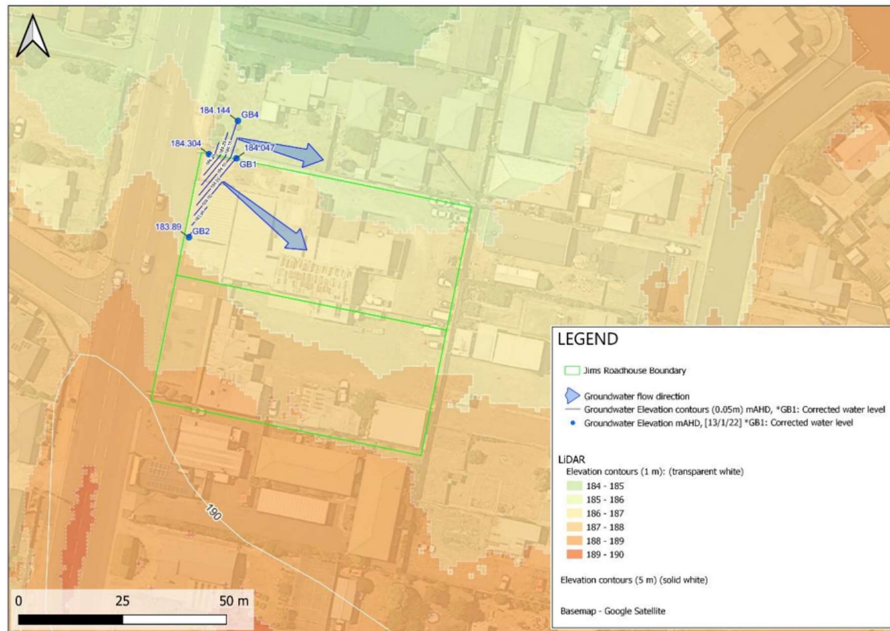 184.144 GB4
184.304
184.047
GB1
183.89 GB2
190
LEGEND
Jims Roadhouse Boundary
Groundwater flow direction
Groundwater Elevation contours (0.05m) mAHD, *GB1: Corrected water level
Groundwater Elevation mAHD, [13/1/22] *GB1: Corrected water level
LiDAR
Elevation contours (1 m): (transparent white)
184 - 185
185 - 186
186 - 187
187 - 188
188 - 189
189 - 190
Elevation contours (5 m) (solid white)
Basemap - Google Satellite
0 25 50 m